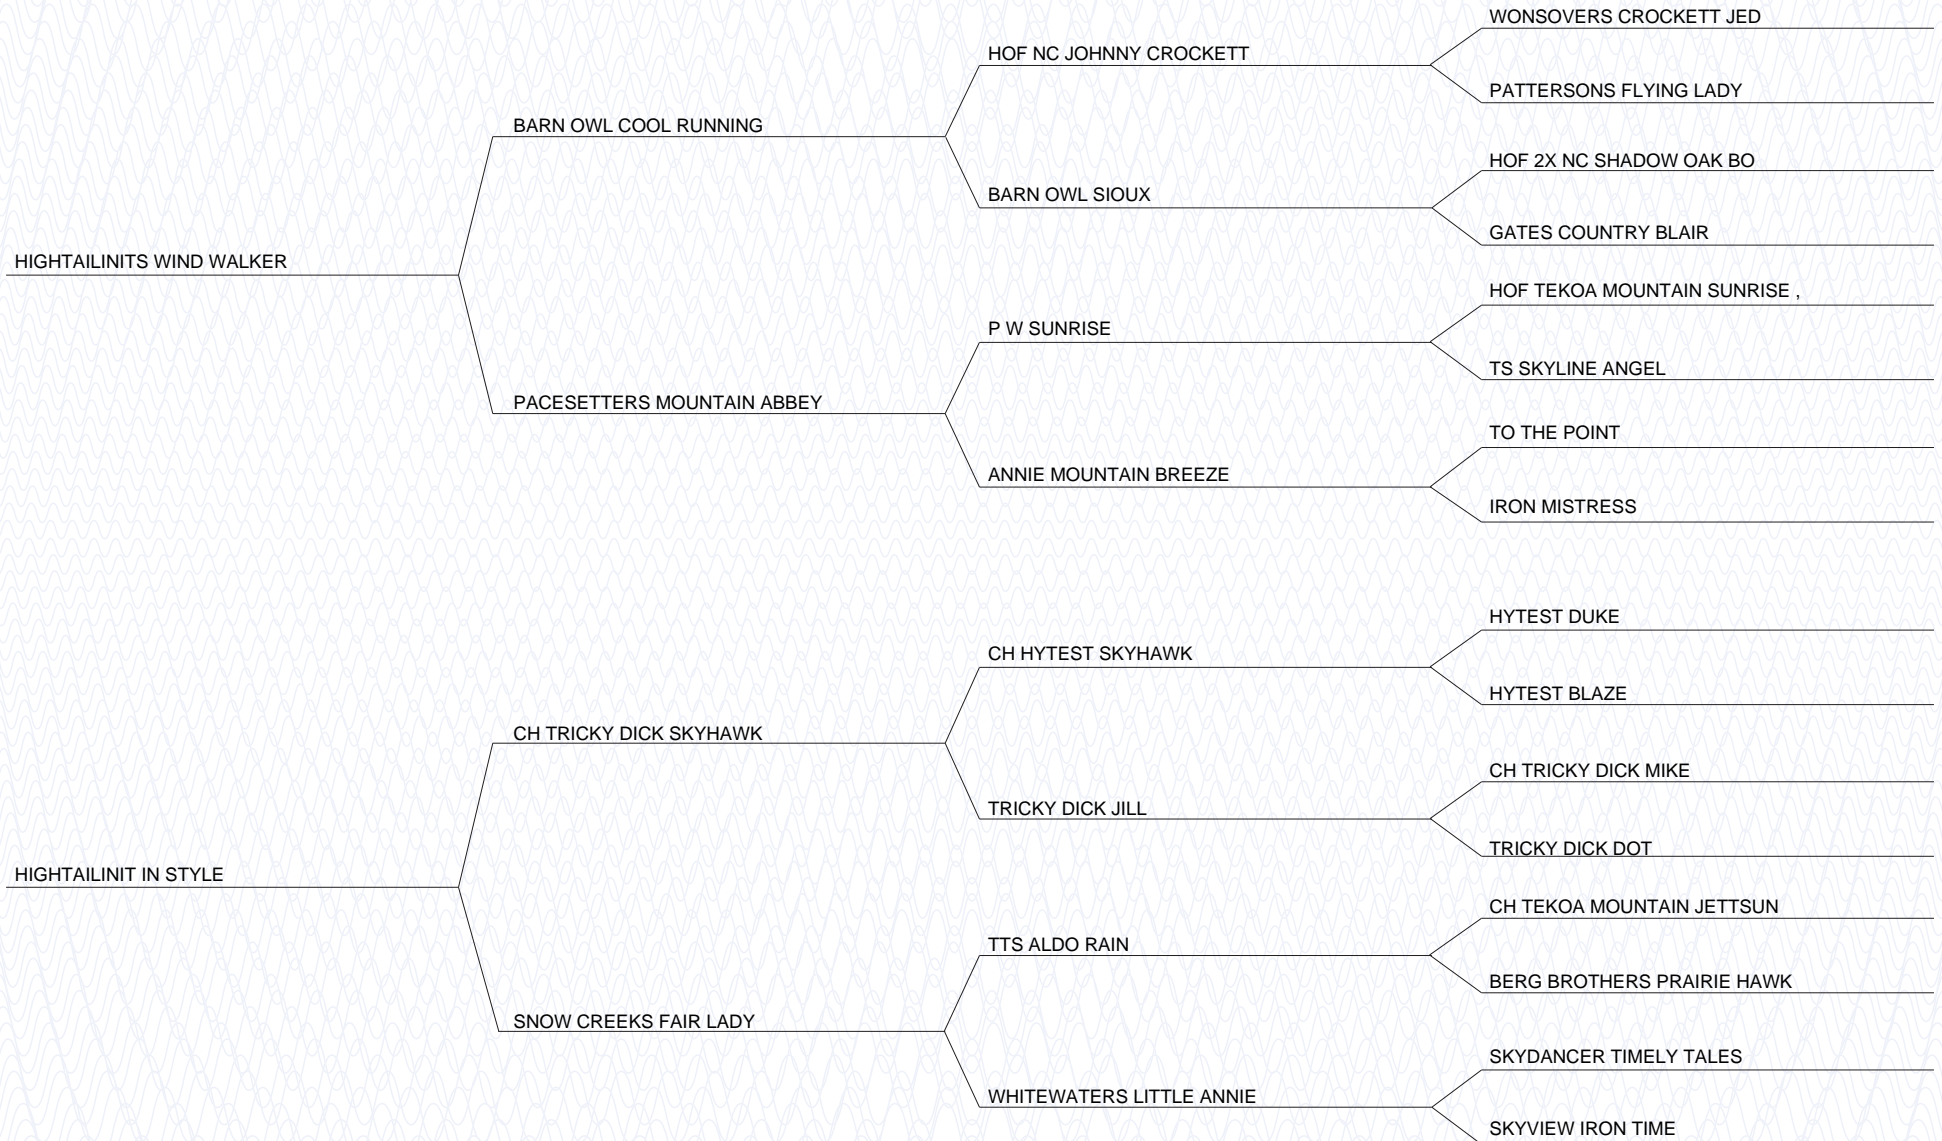 WONSOVERS CROCKETT JED
HOF NC JOHNNY CROCKETT
PATTERSONS FLYING LADY
BARN OWL COOL RUNNING
HOF 2X NC SHADOW OAK BO
BARN OWL SIOUX
GATES COUNTRY BLAIR
HIGHTAILINITS WIND WALKER
HOF TEKOA MOUNTAIN SUNRISE ,
P W SUNRISE
TS SKYLINE ANGEL
PACESETTERS MOUNTAIN ABBEY
TO THE POINT
ANNIE MOUNTAIN BREEZE
IRON MISTRESS
HYTEST DUKE
CH HYTEST SKYHAWK
HYTEST BLAZE
CH TRICKY DICK SKYHAWK
CH TRICKY DICK MIKE
TRICKY DICK JILL
TRICKY DICK DOT
HIGHTAILINIT IN STYLE
CH TEKOA MOUNTAIN JETTSUN
TTS ALDO RAIN
BERG BROTHERS PRAIRIE HAWK
SNOW CREEKS FAIR LADY
SKYDANCER TIMELY TALES
WHITEWATERS LITTLE ANNIE
SKYVIEW IRON TIME